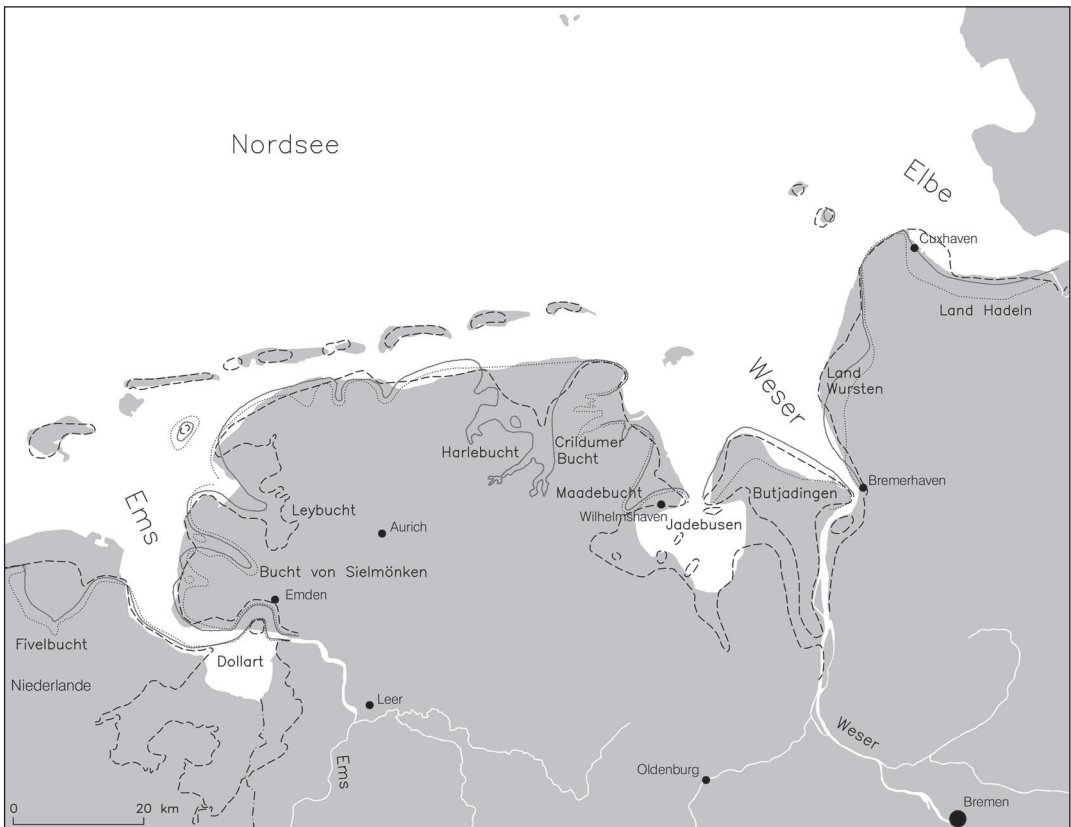 Nordsee
Elbe
Cuxhaven
Land Hadeln
Weser
Land
Wursten
Harlebucht
Crildumer
Bucht
Maadebucht
Wilhelmshaven
Jadebusen
Butjadingen
Bremerhaven
Ems
Leybucht
Aurich
Bucht von Sielmönken
Emden
Fivelbucht
Dollart
Niederlande
Leer
Ems
Weser
Oldenburg
Bremen
0 20 km